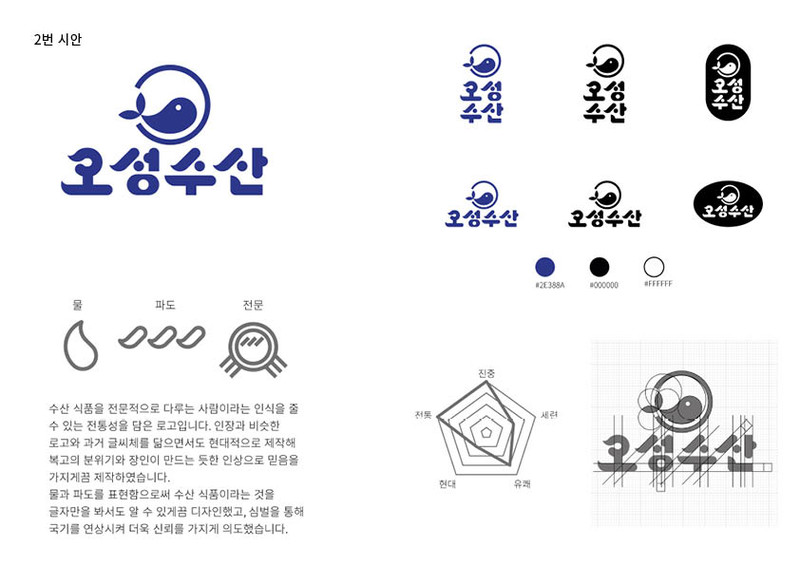 2번 시안
오성수산
오성
수산
오성
수산
오성
수산
오성수산
오성수산
오성수산
#2E388A
#000000
#FFFFFF
물
파도
전문
수산 식품을 전문적으로 다루는 사람이라는 인식을 줄
수 있는 전통성을 담은 로고입니다. 인장과 비슷한
로고와 과거 글씨체를 닮으면서도 현대적으로 제작해
복고의 분위기와 장인이 만드는 듯한 인상으로 믿음을
가지게끔 제작하였습니다.
물과 파도를 표현함으로써 수산 식품이라는 것을
글자만을 봐서도 알 수 있게끔 디자인했고, 심벌을 통해
국기를 연상시켜 더욱 신뢰를 가지게 의도했습니다.
진중
전통
세련
현대
유쾌
오성수산